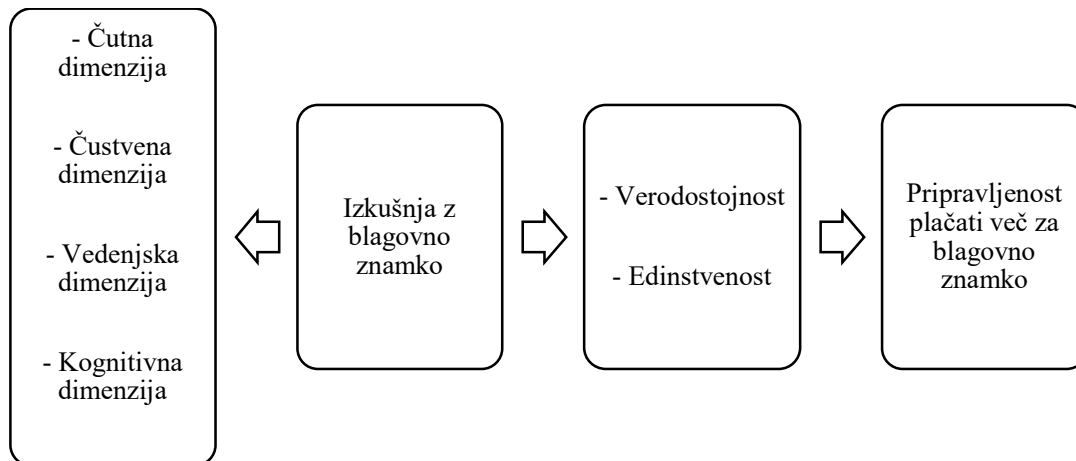 - Čutna
dimenzija
- Čustvena
dimenzija
- Vedenjska
dimenzija
- Kognitivna
dimenzija
Izkušnja z
blagovno
znamko
- Verodostojnost
- Edinstvenost
Pripravljenost
plačati več za
blagovno
znamko